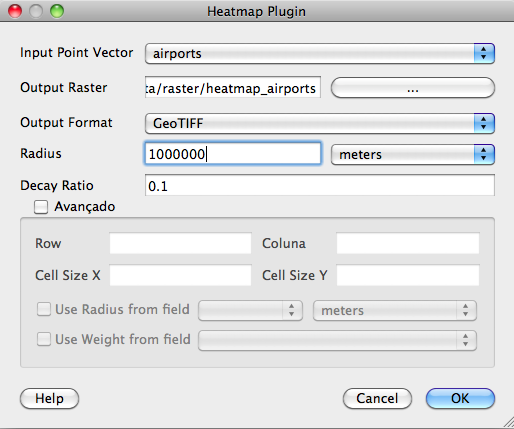 Heatmap Plugin
Input Point Vector airports
Output Raster ta/raster/heatmap_airports ...
Output Format GeoTIFF
Radius 1000000 meters
Decay Ratio 0.1
Avançado
Row Coluna
Cell Size X Cell Size Y
Use Radius from field meters
Use Weight from field
Help Cancel OK